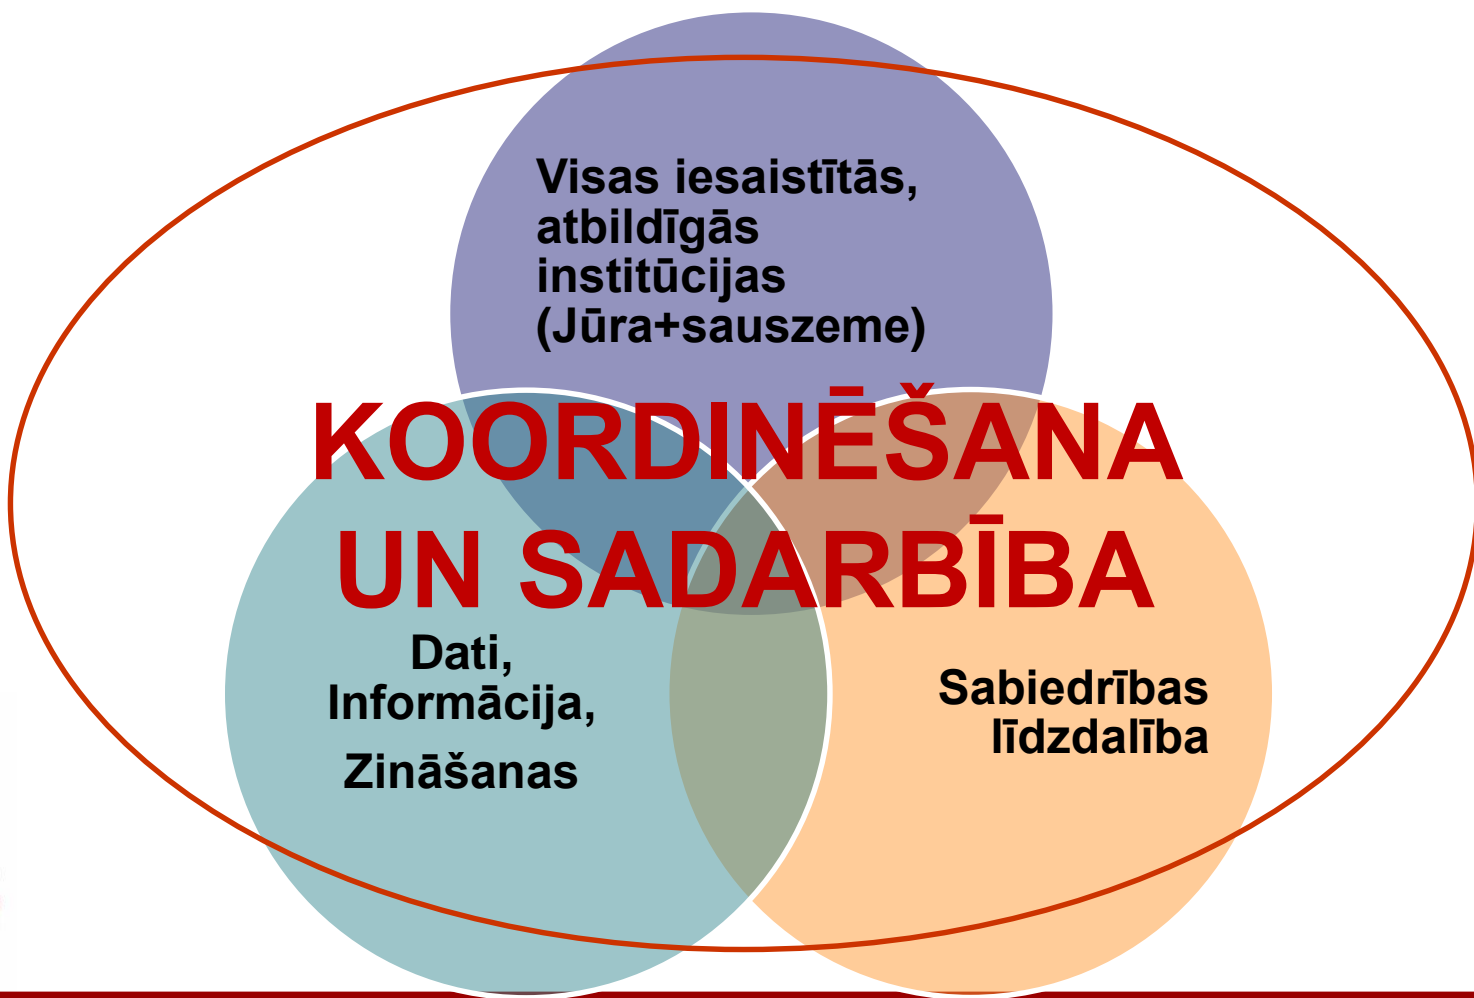 Visas iesaistītās,
atbildīgās
institūcijas
(Jūra+sauszeme)
KOORDINĒŠANA
UN SADARBĪBA
Dati,
Informācija,
Zināšanas
Sabiedrības
līdzdalība